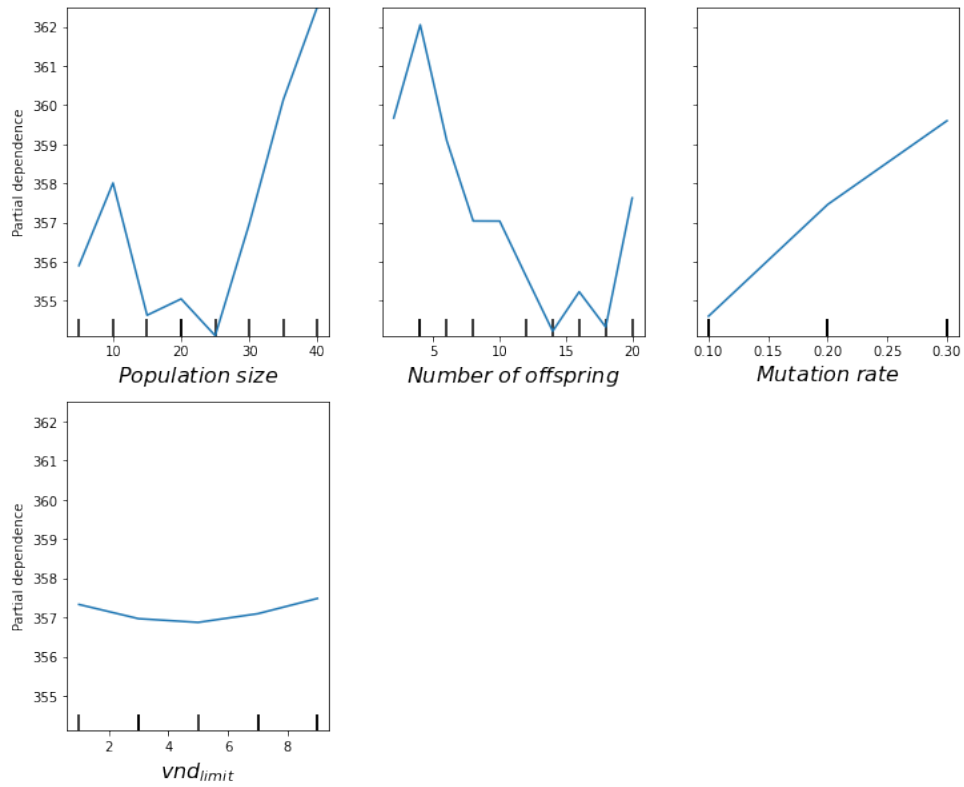 Partial dependence
362
361
360
359
358
357
356
355
10 20 30 40
Population size
5 10 15 20
Number of offspring
0.10 0.15 0.20 0.25 0.30
Mutation rate
Partial dependence
362
361
360
359
358
357
356
355
2 4 6 8
vnd_limit